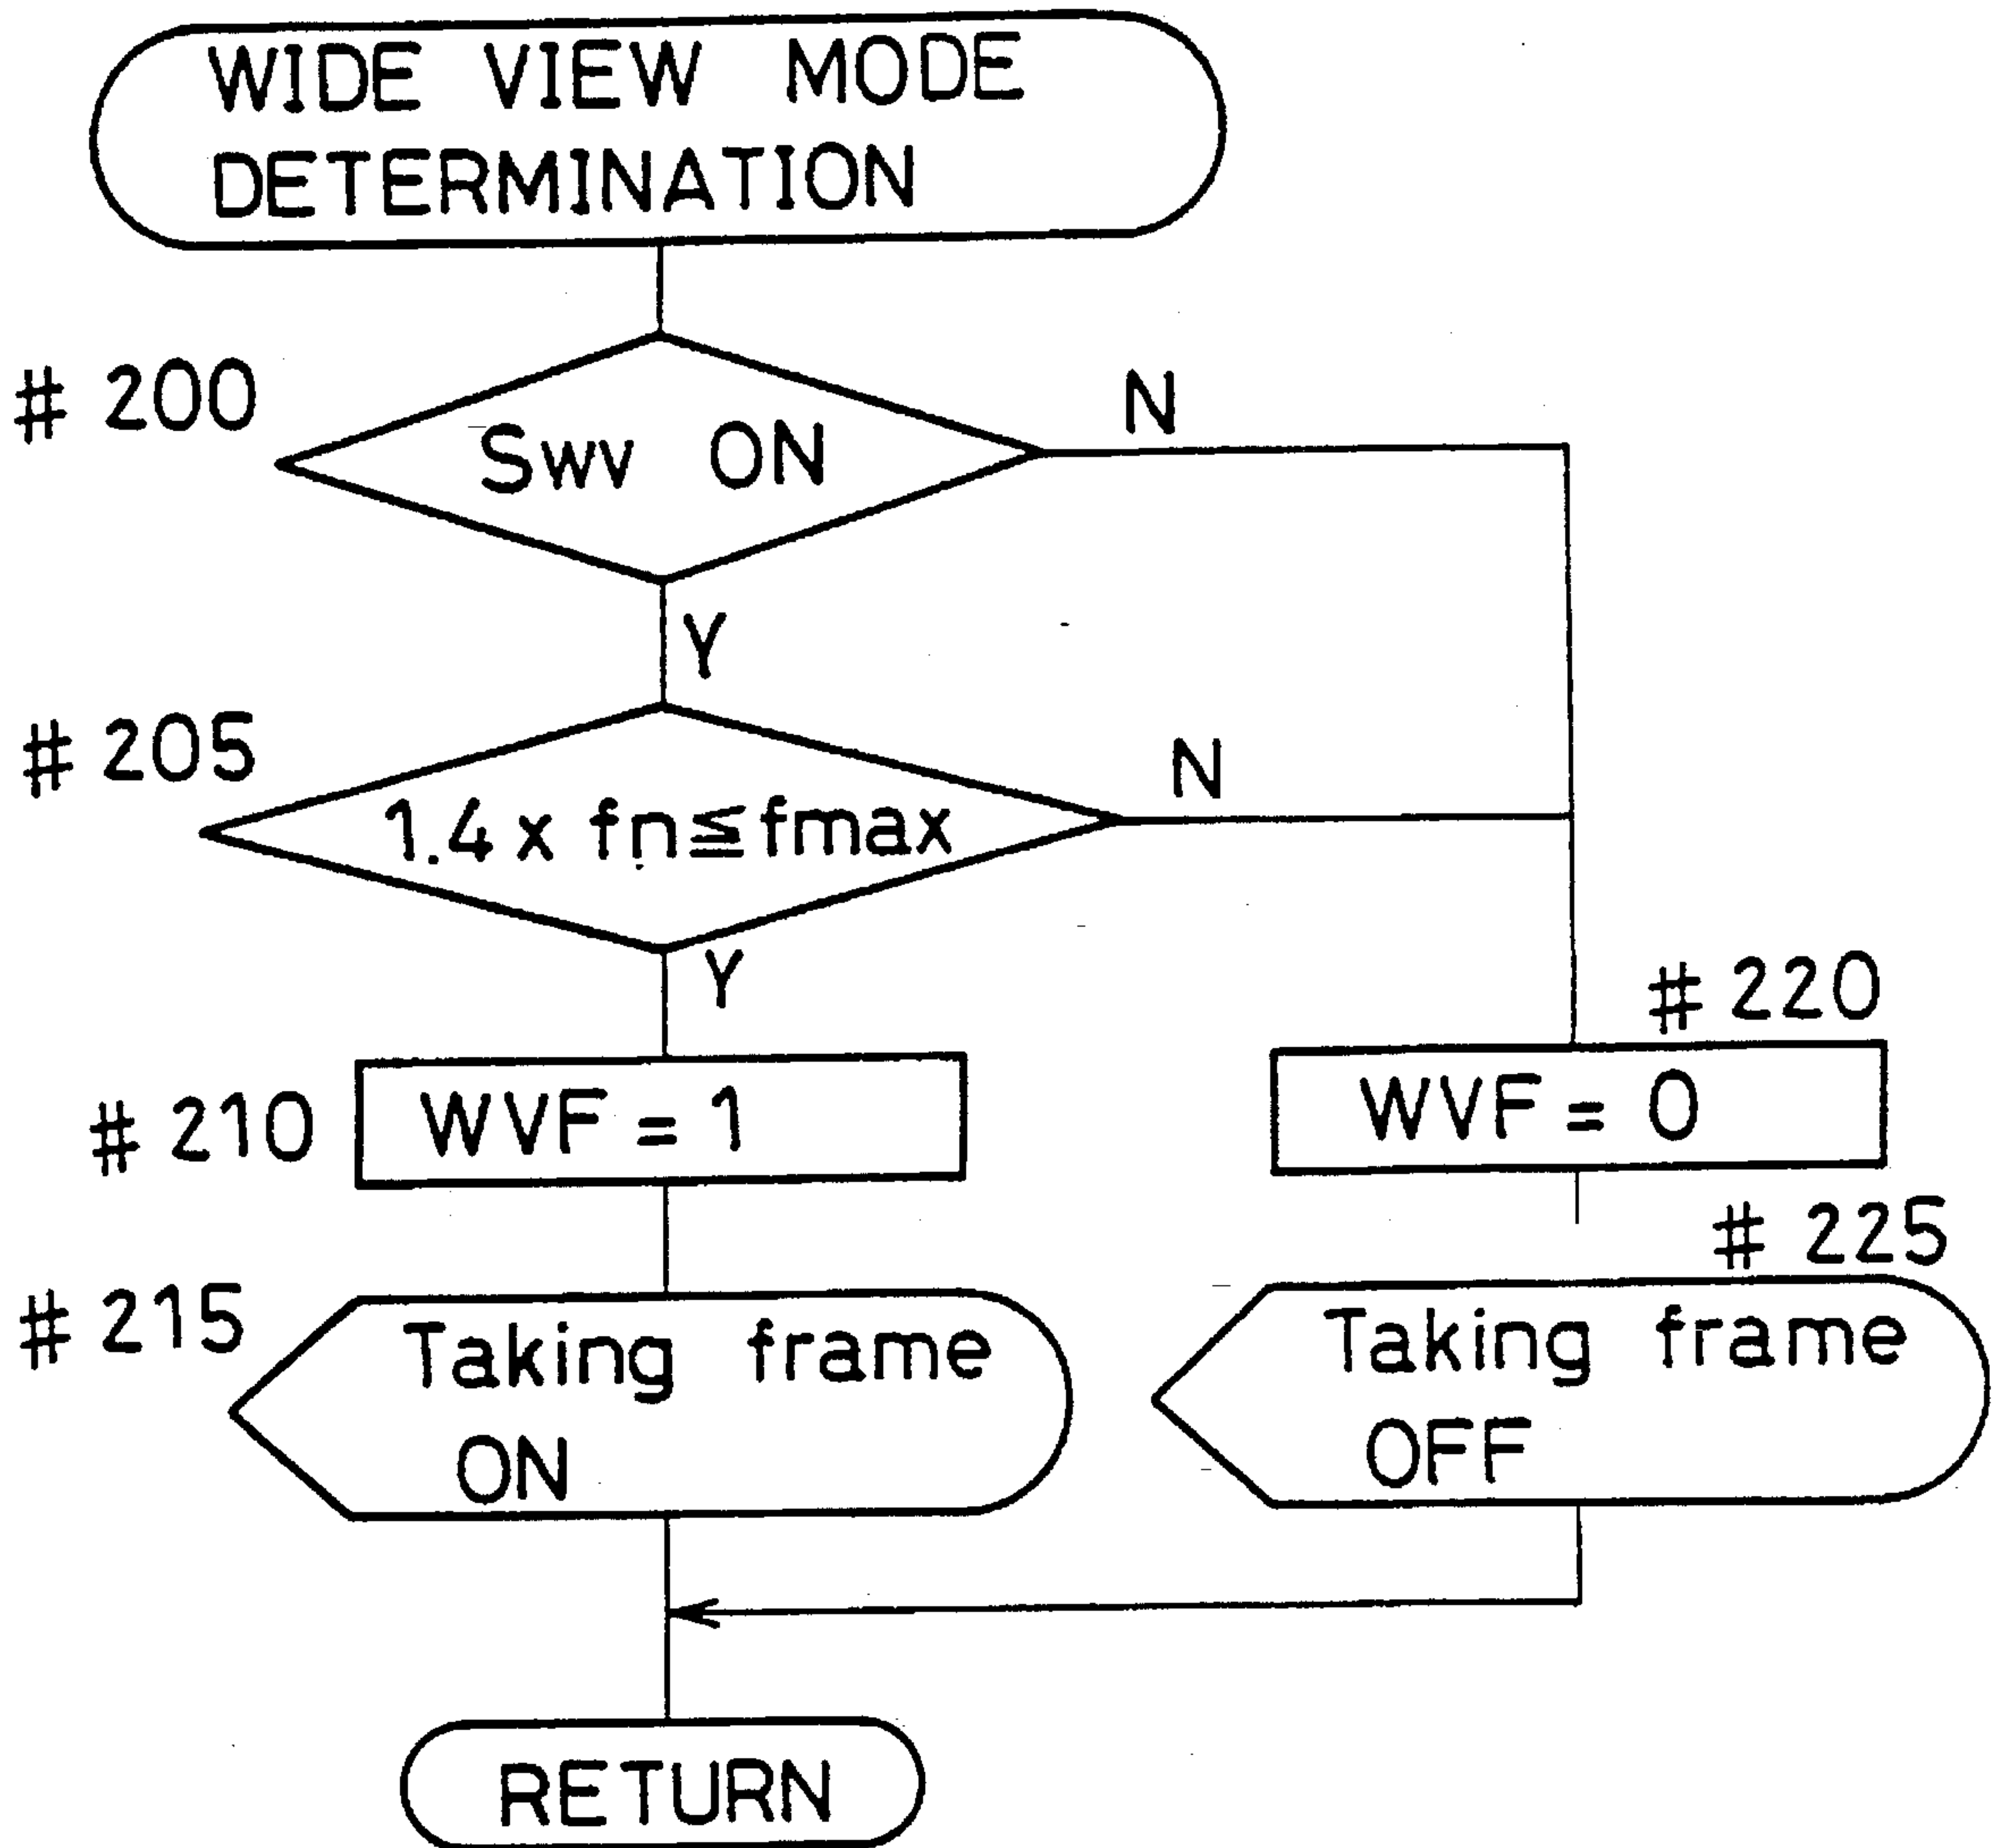 WIDE VIEW MODE
DETERMINATION
# 200
Swv ON
N
Y
# 205
1.4 x fn≦fmax
N
Y
# 220
# 210
WVF = 1
WVF = 0
# 225
# 215
Taking frame
ON
Taking frame
OFF
RETURN